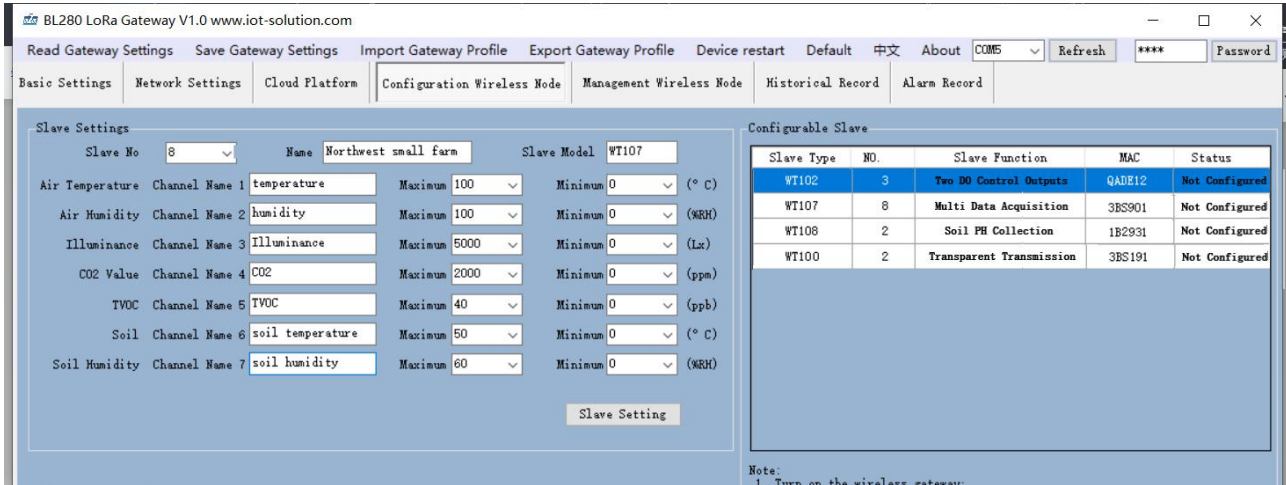 BL280 LoRa Gateway V1.0 www.iot-solution.com
Read Gateway Settings Save Gateway Settings Import Gateway Profile Export Gateway Profile Device restart Default 中文 About COM5 Refresh **** Password
Basic Settings Network Settings Cloud Platform Configuration Wireless Node Management Wireless Node Historical Record Alarm Record
Slave Settings
Slave No 8 Name Northwest small farm Slave Model WT107
Air Temperature Channel Name 1 temperature Maximum 100 Minimum 0 (° C)
Air Humidity Channel Name 2 humidity Maximum 100 Minimum 0 (%RH)
Illuminance Channel Name 3 Illuminance Maximum 5000 Minimum 0 (Lx)
CO2 Value Channel Name 4 CO2 Maximum 2000 Minimum 0 (ppm)
TVOC Channel Name 5 TVOC Maximum 40 Minimum 0 (ppb)
Soil Channel Name 6 soil temperature Maximum 50 Minimum 0 (° C)
Soil Humidity Channel Name 7 soil humidity Maximum 60 Minimum 0 (%RH)
Slave Setting
Configurable Slave
Slave Type NO. Slave Function MAC Status
WT102 3 Two DO Control Outputs QADE12 Not Configured
WT107 8 Multi Data Acquisition 3BS901 Not Configured
WT108 2 Soil PH Collection 1B2931 Not Configured
WT100 2 Transparent Transmission 3BS191 Not Configured
Note:
1. Turn on the wireless gateway;